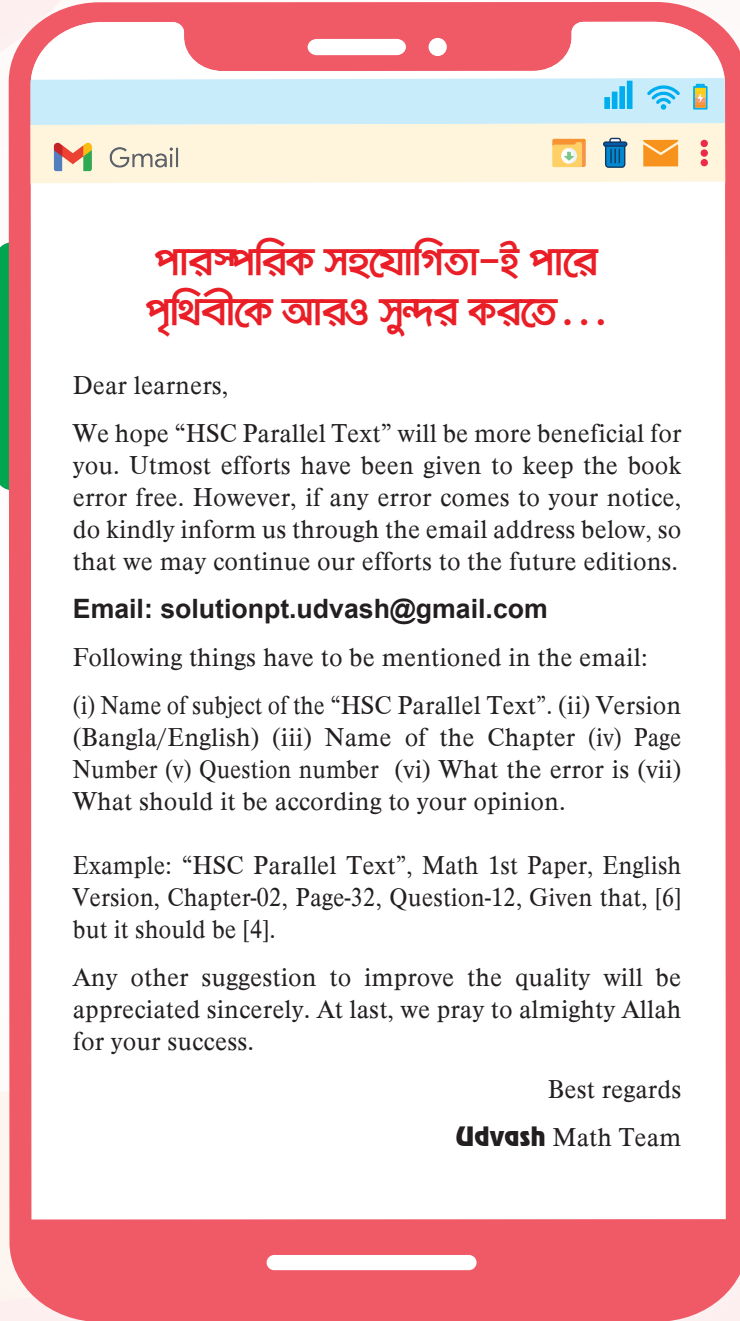 Gmail
পারস্পরিক সহযোগিতা-ই পারে
পৃথিবীকে আরও সুন্দর করতে...
Dear learners,
We hope “HSC Parallel Text” will be more beneficial for
you. Utmost efforts have been given to keep the book
error free. However, if any error comes to your notice,
do kindly inform us through the email address below, so
that we may continue our efforts to the future editions.
Email: solutionpt.udvash@gmail.com
Following things have to be mentioned in the email:
(i) Name of subject of the “HSC Parallel Text”. (ii) Version
(Bangla/English) (iii) Name of the Chapter (iv) Page
Number (v) Question number (vi) What the error is (vii)
What should it be according to your opinion.
Example: “HSC Parallel Text”, Math 1st Paper, English
Version, Chapter-02, Page-32, Question-12, Given that, [6]
but it should be [4].
Any other suggestion to improve the quality will be
appreciated sincerely. At last, we pray to almighty Allah
for your success.
Best regards
Udvash Math Team